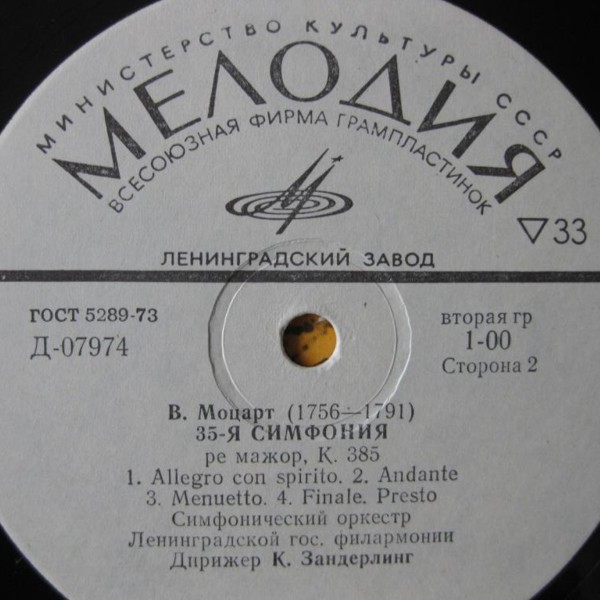 МИНИСТЕРСТВО КУЛЬТУРЫ СССР
МЕЛОДИЯ
ВСЕСОЮЗНАЯ ФИРМА ГРАМПЛАСТИНОК
▽33
ЛЕНИНГРАДСКИЙ ЗАВОД
ГОСТ 5289-73
Д-07974
вторая гр
1-00
Сторона 2
В. Моцарт (1756—1791)
35-Я СИМФОНИЯ
ре мажор, К. 385
1. Allegro con spirito. 2. Andante
3. Menuetto. 4. Finale. Presto
Симфонический оркестр
Ленинградской гос. филармонии
Дирижер К. Зандерлинг